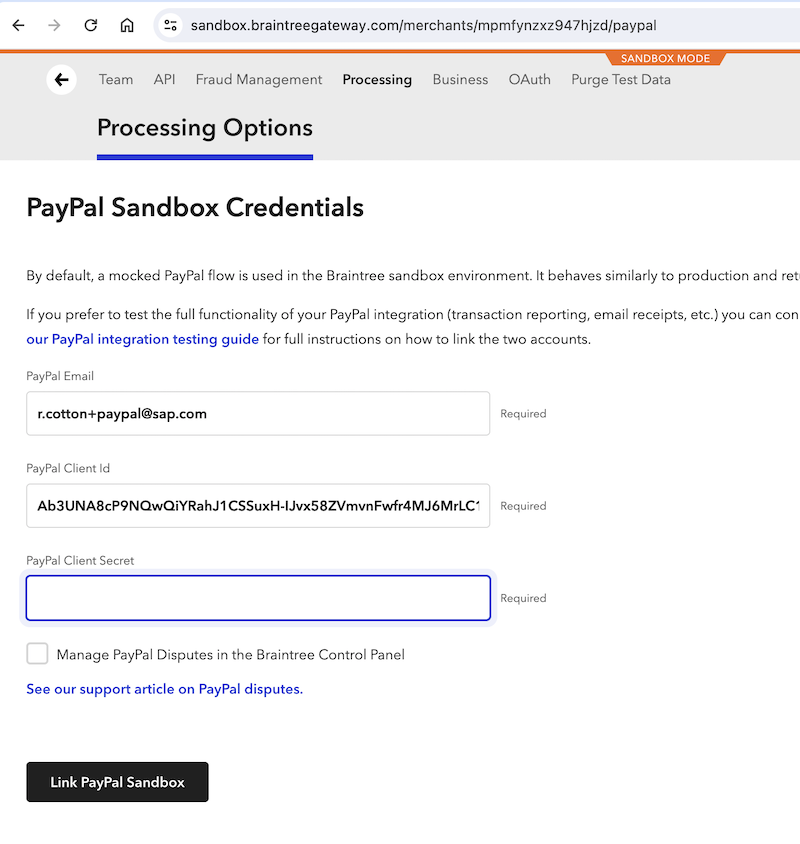 sandbox.braintreegateway.com/merchants/mpmfynzxz947hjzd/paypal
SANDBOX MODE
Team API Fraud Management Processing Business OAuth Purge Test Data
Processing Options
PayPal Sandbox Credentials
By default, a mocked PayPal flow is used in the Braintree sandbox environment. It behaves similarly to production and retu
If you prefer to test the full functionality of your PayPal integration (transaction reporting, email receipts, etc.) you can con
our PayPal integration testing guide for full instructions on how to link the two accounts.
PayPal Email
r.cotton+paypal@sap.com Required
PayPal Client Id
Ab3UNA8cP9NQwQiYRahJ1CSSuxH-IJvx58ZVmvnFwfr4MJ6MrLC1 Required
PayPal Client Secret
Required
Manage PayPal Disputes in the Braintree Control Panel
See our support article on PayPal disputes.
Link PayPal Sandbox